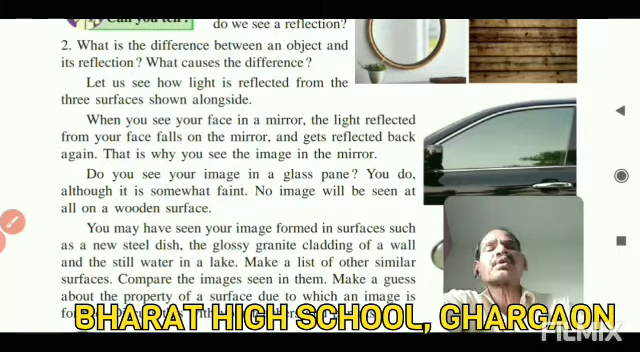 Can you tell?
do we see a reflection?
2. What is the difference between an object and
its reflection? What causes the difference?
Let us see how light is reflected from the
three surfaces shown alongside.
When you see your face in a mirror, the light reflected
from your face falls on the mirror, and gets reflected back
again. That is why you see the image in the mirror.
Do you see your image in a glass pane? You do,
although it is somewhat faint. No image will be seen at
all on a wooden surface.
You may have seen your image formed in surfaces such
as a new steel dish, the glossy granite cladding of a wall
and the still water in a lake. Make a list of other similar
surfaces. Compare the images seen in them. Make a guess
about the property of a surface due to which an image is
BHARAT HIGH SCHOOL, GHARGAON
FILMIX